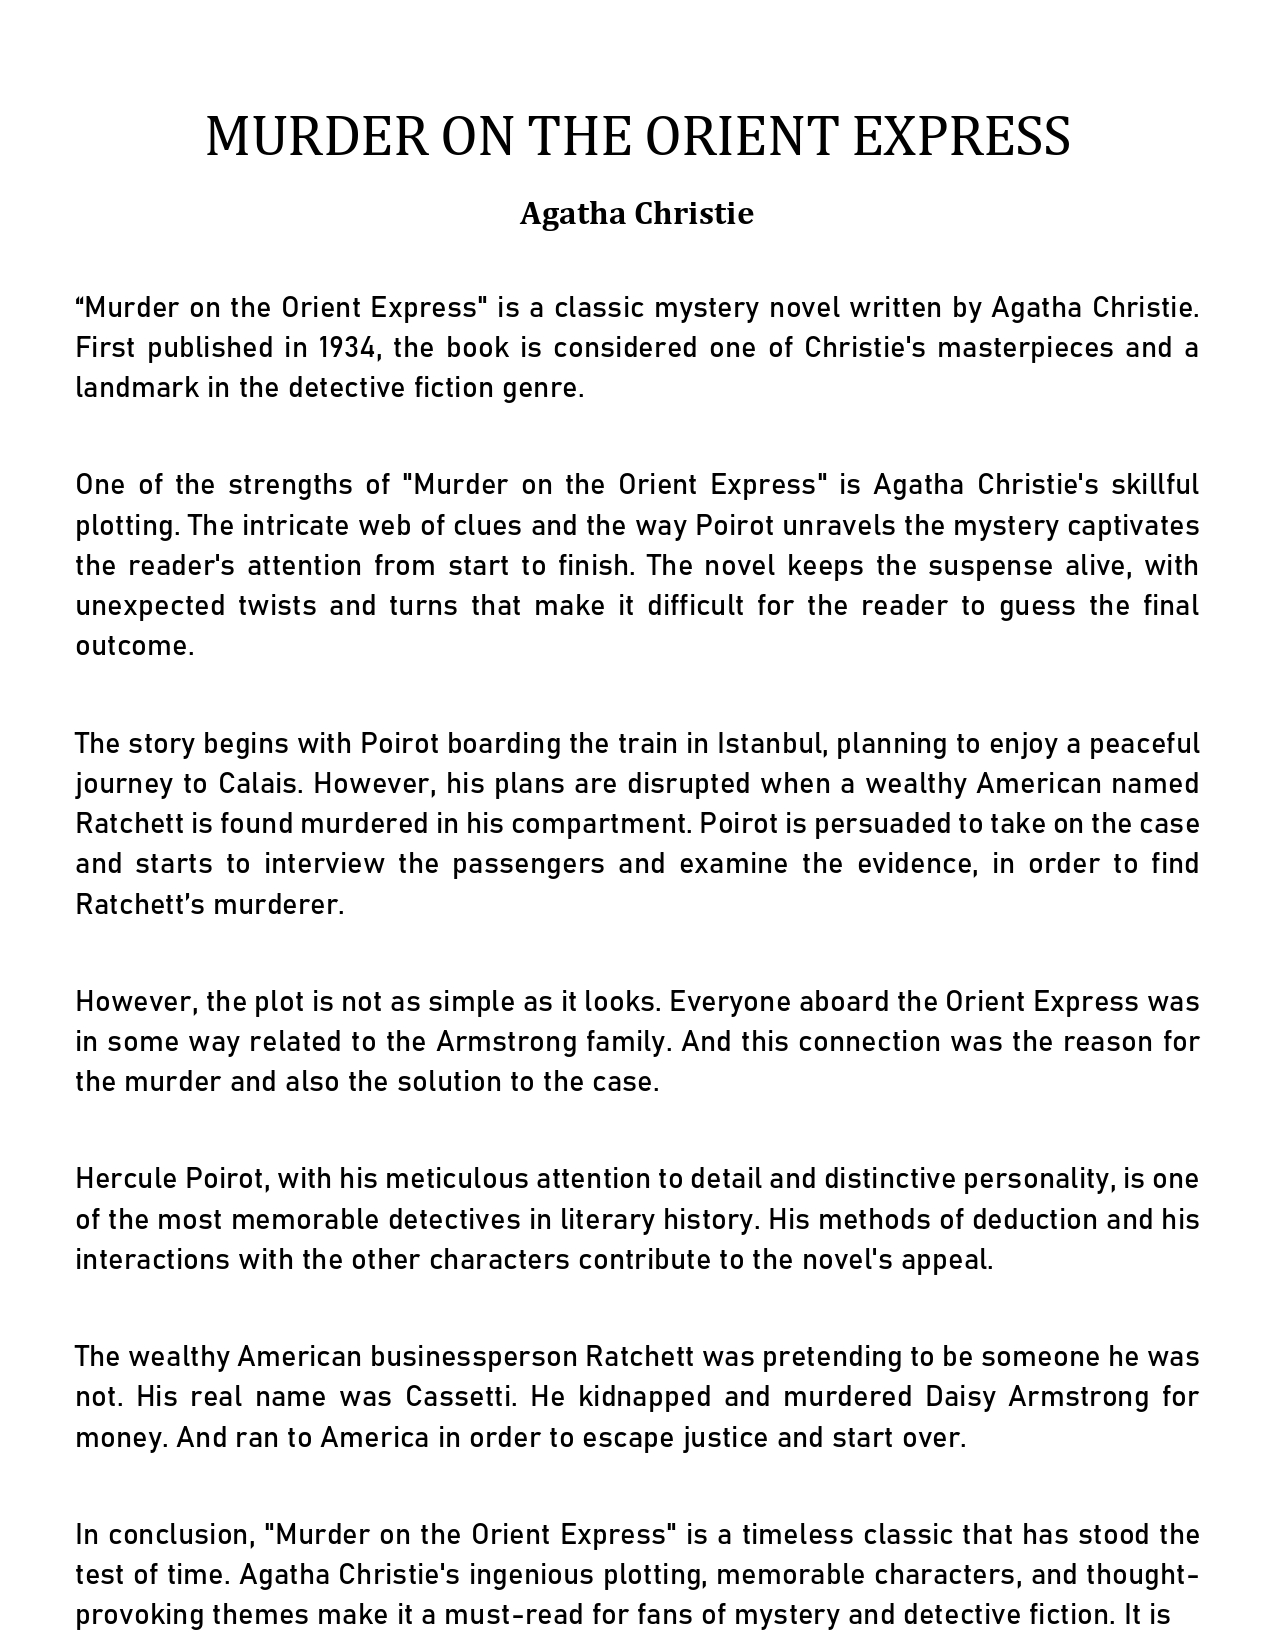 MURDER ON THE ORIENT EXPRESS
Agatha Christie
“Murder on the Orient Express" is a classic mystery novel written by Agatha Christie.
First published in 1934, the book is considered one of Christie's masterpieces and a
landmark in the detective fiction genre.
One of the strengths of "Murder on the Orient Express" is Agatha Christie's skillful
plotting. The intricate web of clues and the way Poirot unravels the mystery captivates
the reader's attention from start to finish. The novel keeps the suspense alive, with
unexpected twists and turns that make it difficult for the reader to guess the final
outcome.
The story begins with Poirot boarding the train in Istanbul, planning to enjoy a peaceful
journey to Calais. However, his plans are disrupted when a wealthy American named
Ratchett is found murdered in his compartment. Poirot is persuaded to take on the case
and starts to interview the passengers and examine the evidence, in order to find
Ratchett’s murderer.
However, the plot is not as simple as it looks. Everyone aboard the Orient Express was
in some way related to the Armstrong family. And this connection was the reason for
the murder and also the solution to the case.
Hercule Poirot, with his meticulous attention to detail and distinctive personality, is one
of the most memorable detectives in literary history. His methods of deduction and his
interactions with the other characters contribute to the novel's appeal.
The wealthy American businessperson Ratchett was pretending to be someone he was
not. His real name was Cassetti. He kidnapped and murdered Daisy Armstrong for
money. And ran to America in order to escape justice and start over.
In conclusion, "Murder on the Orient Express" is a timeless classic that has stood the
test of time. Agatha Christie's ingenious plotting, memorable characters, and thought-
provoking themes make it a must-read for fans of mystery and detective fiction. It is